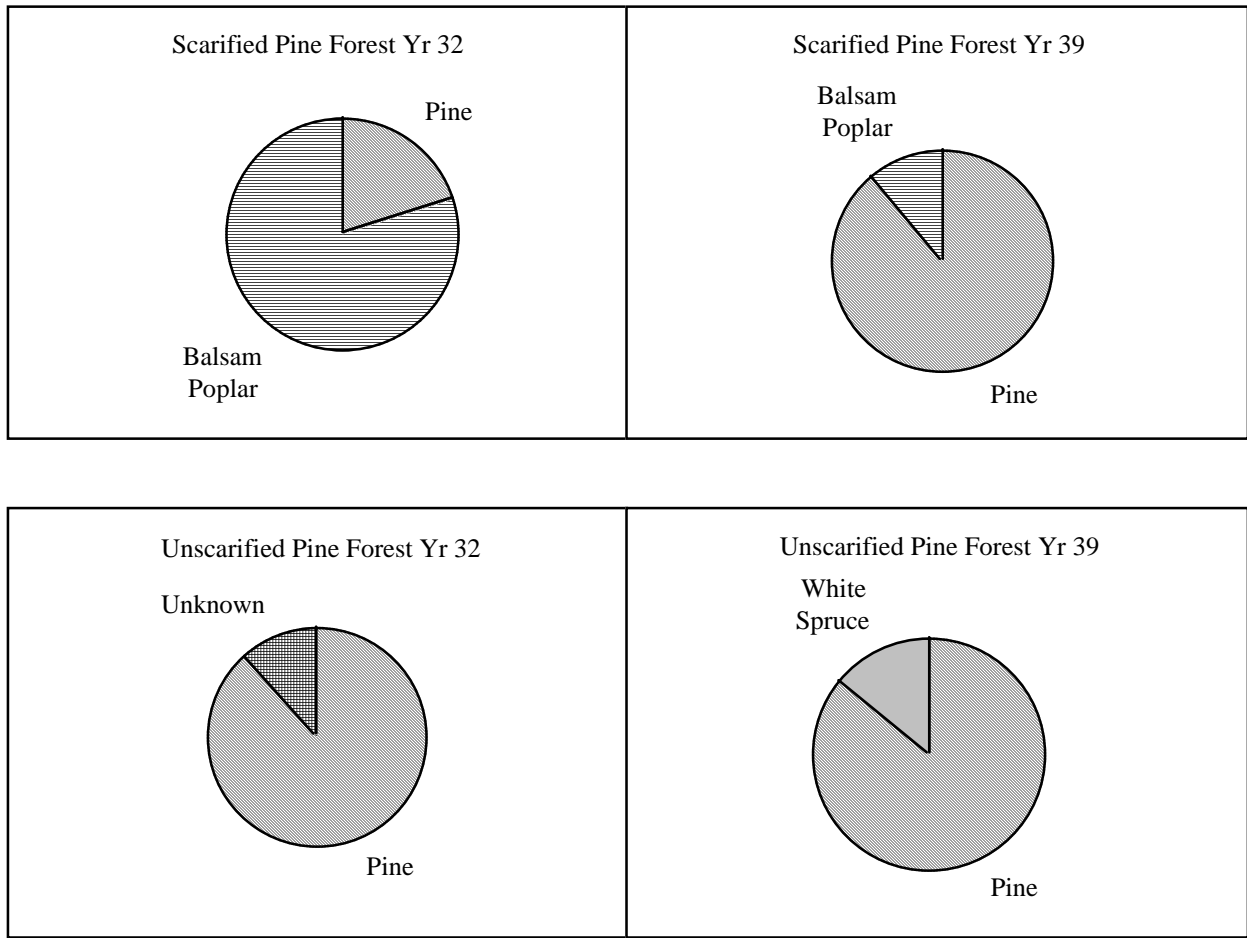 Scarified Pine Forest Yr 32
Pine
Balsam
Poplar
Scarified Pine Forest Yr 39
Balsam
Poplar
Pine
Unscarified Pine Forest Yr 32
Unknown
Pine
Unscarified Pine Forest Yr 39
White
Spruce
Pine